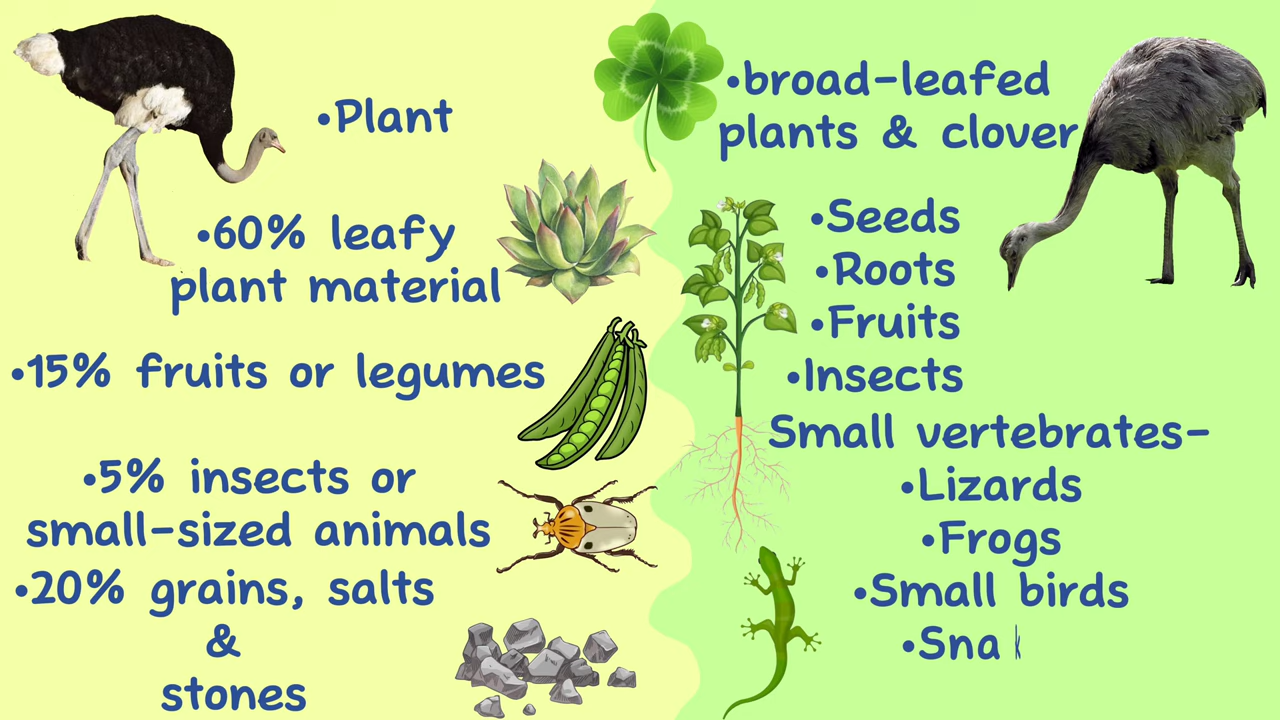 •Plant
•60% leafy
plant material
•15% fruits or legumes
•5% insects or
small-sized animals
•20% grains, salts
&
stones
•broad-leafed
plants & clover
•Seeds
•Roots
•Fruits
•Insects
Small vertebrates-
•Lizards
•Frogs
•Small birds
•Sna k